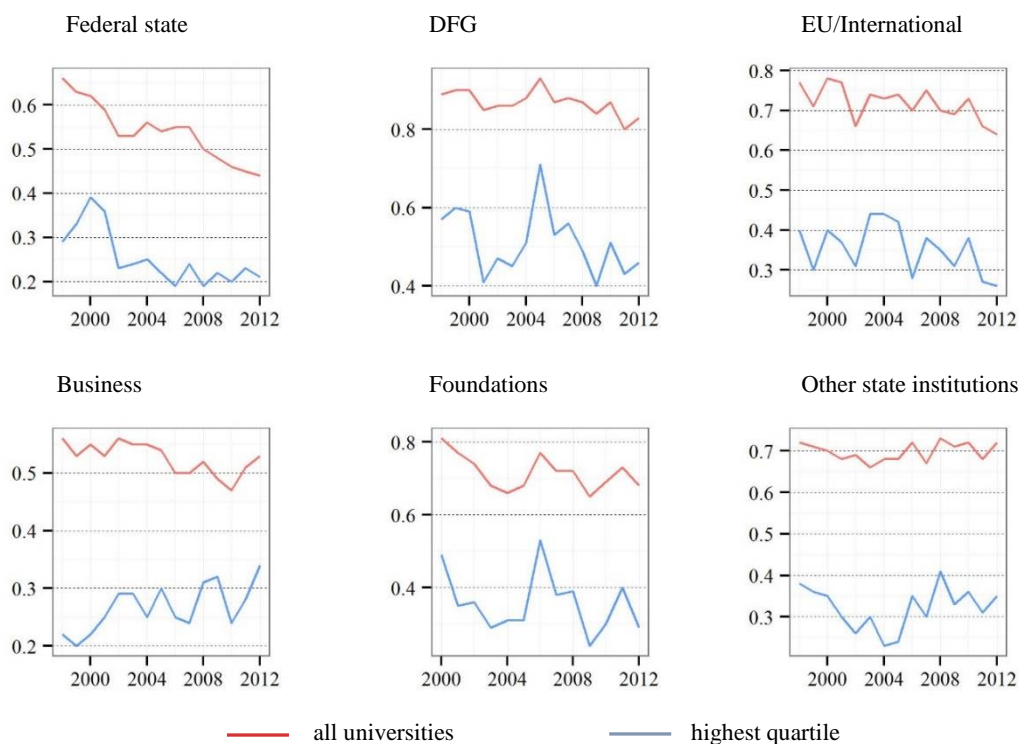 Federal state
DFG
EU/International
0.6
0.5
0.4
0.3
0.2
2000 2004 2008 2012
0.8
0.6
0.4
2000 2004 2008 2012
0.8
0.7
0.6
0.5
0.4
0.3
2000 2004 2008 2012
Business
Foundations
Other state institutions
0.5
0.4
0.3
0.2
2000 2004 2008 2012
0.8
0.6
0.4
2000 2004 2008 2012
0.7
0.6
0.5
0.4
0.3
2000 2004 2008 2012
all universities
highest quartile